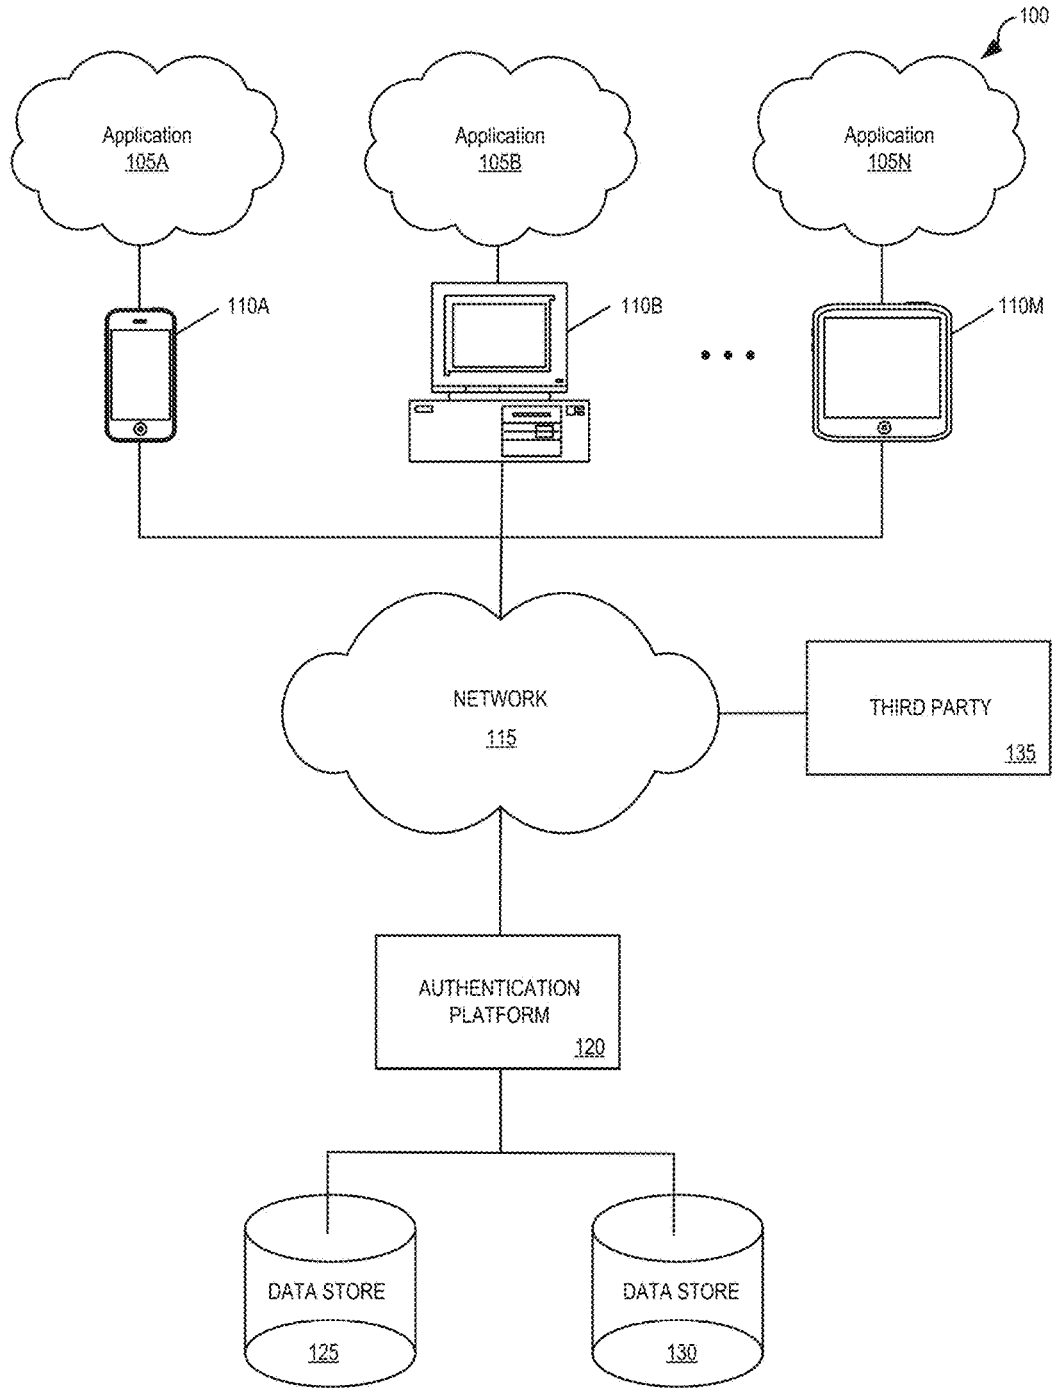 100
Application
105A
Application
105B
Application
105N
110A
110B
110M
NETWORK
115
THIRD PARTY
135
AUTHENTICATION
PLATFORM
120
DATA STORE
125
DATA STORE
130